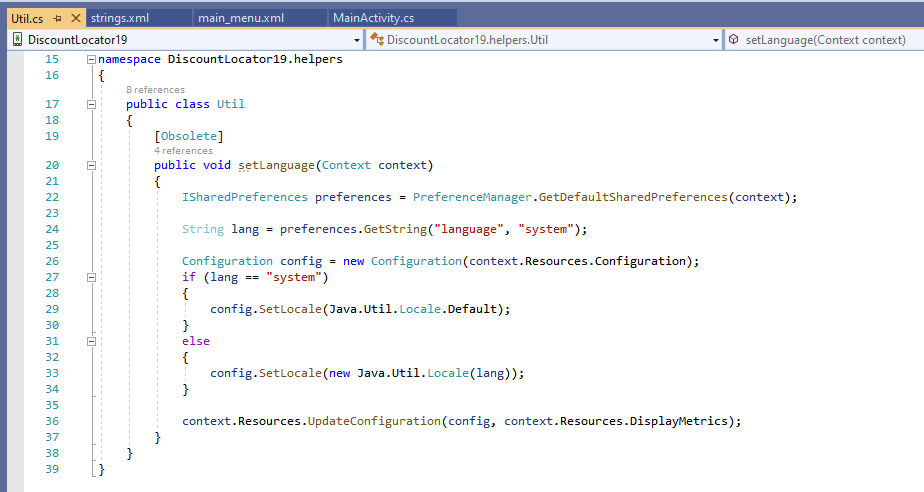 Util.cs
strings.xml
main_menu.xml
MainActivity.cs
DiscountLocator19
DiscountLocator19.helpers.Util
setLanguage(Context context)
15 namespace DiscountLocator19.helpers
16 {
8 references
17 public class Util
18 {
19 [Obsolete]
4 references
20 public void setLanguage(Context context)
21 {
22 ISharedPreferences preferences = PreferenceManager.GetDefaultSharedPreferences(context);
23
24 String lang = preferences.GetString("language", "system");
25
26 Configuration config = new Configuration(context.Resources.Configuration);
27 if (lang == "system")
28 {
29 config.SetLocale(Java.Util.Locale.Default);
30 }
31 else
32 {
33 config.SetLocale(new Java.Util.Locale(lang));
34 }
35
36 context.Resources.UpdateConfiguration(config, context.Resources.DisplayMetrics);
37 }
38 }
39 }